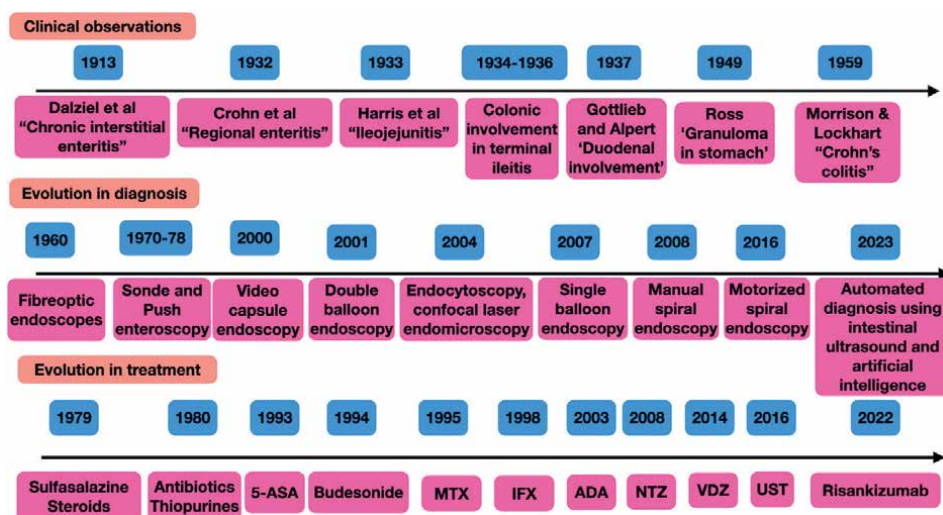 Clinical observations
1913
1932
1933
1934-1936
1937
1949
1959
Dalziel et al
“Chronic interstitial
enteritis”
Crohn et al
“Regional enteritis”
Harris et al
“Ileojejunitis”
Colonic
involvement
in terminal
ileitis
Gottlieb
and Alpert
‘Duodenal
involvement’
Ross
‘Granuloma
in stomach’
Morrison &
Lockhart
“Crohn’s
colitis”
Evolution in diagnosis
1960
1970-78
2000
2001
2004
2007
2008
2016
2023
Fibreoptic
endoscopes
Sonde and
Push
enteroscopy
Video
capsule
endoscopy
Double
balloon
endoscopy
Endocytoscopy,
confocal laser
endomicroscopy
Single
balloon
endoscopy
Manual
spiral
endoscopy
Motorized
spiral
endoscopy
Automated
diagnosis using
intestinal
ultrasound and
artificial
intelligence
Evolution in treatment
1979
1980
1993
1994
1995
1998
2003
2008
2014
2016
2022
Sulfasalazine
Steroids
Antibiotics
Thiopurines
5-ASA
Budesonide
MTX
IFX
ADA
NTZ
VDZ
UST
Risankizumab